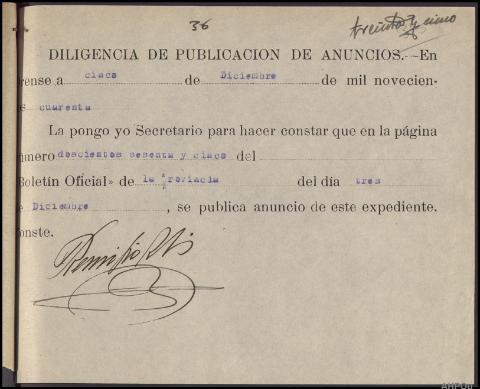 36
treinta y cinco
DILIGENCIA DE PUBLICACION DE ANUNCIOS.—En
rense a cinco de Diciembre de mil novecien-
s cuarenta
La pongo yo Secretario para hacer constar que en la página
úmero doscientos sesenta y cinco del
Boletín Oficial» de la Provincia del día tres
e Diciembre, se publica anuncio de este expediente.
onste.